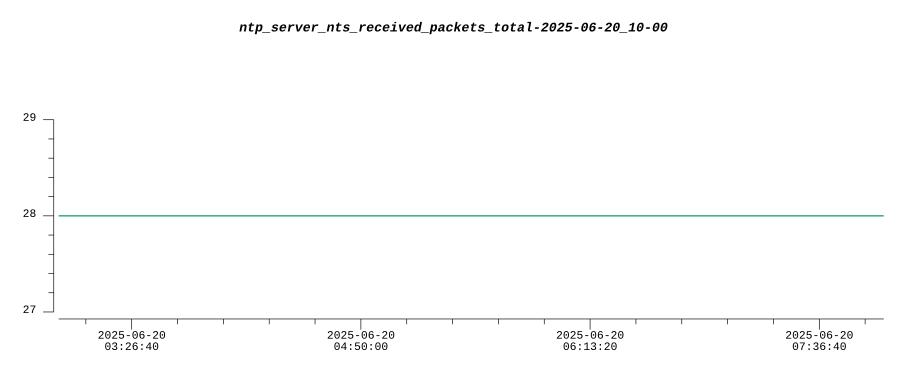 ntp_server_nts_received_packets_total-2025-06-20_10-00
29
28
27
2025-06-20 2025-06-20 2025-06-20 2025-06-20
03:26:40 04:50:00 06:13:20 07:36:40